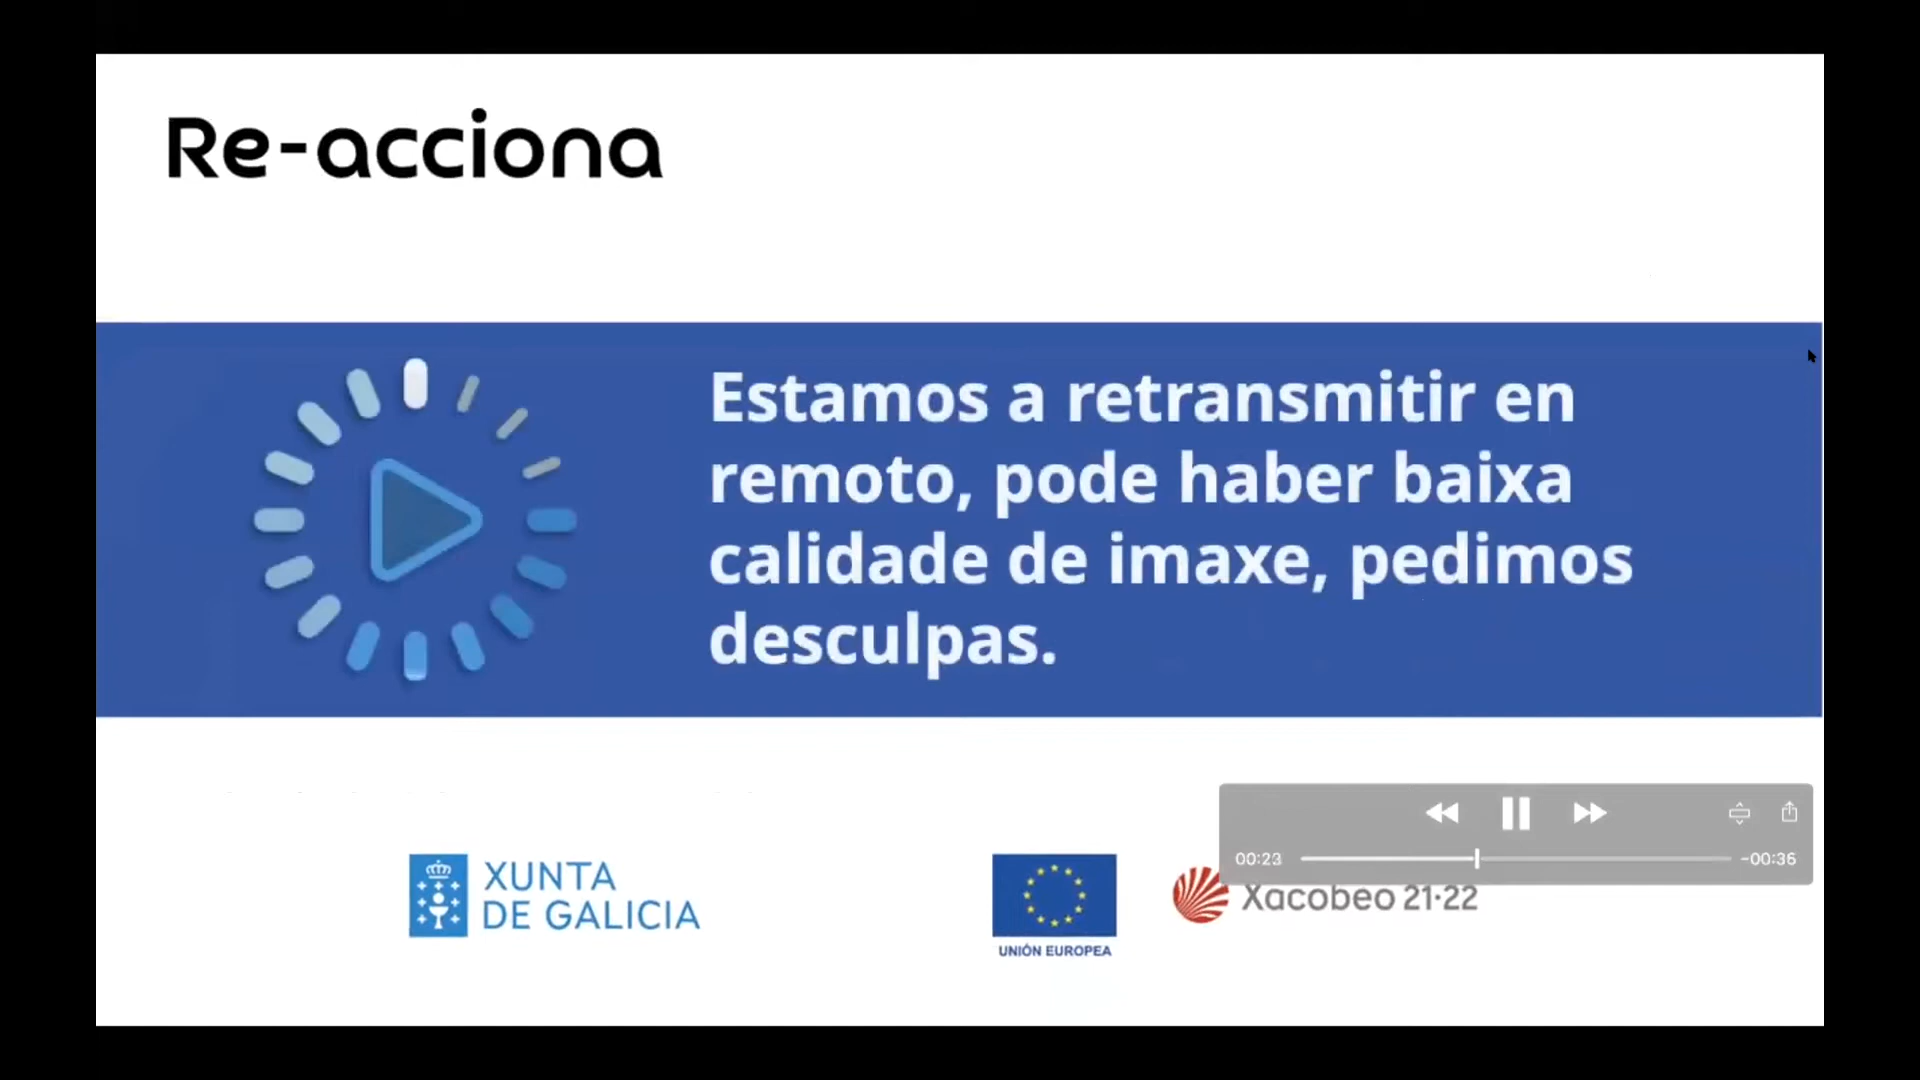 Re-acciona
Estamos a retransmitir en
remoto, pode haber baixa
calidade de imaxe, pedimos
desculpas.
00:23
-00:36
XUNTA
DE GALICIA
UNIÓN EUROPEA
Xacobeo 21·22